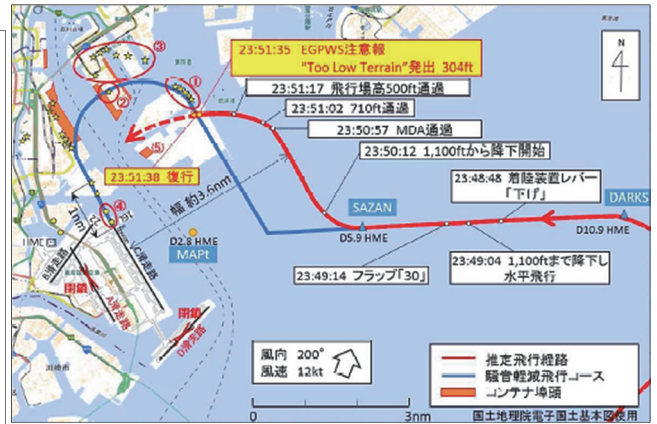 23:51:35 EGPWS注意報
"Too Low Terrain"発出 304ft
23:51:17 飛行場高500ft通過
23:51:02 710ft通過
23:50:57 MDA通過
23:50:12 1,100ftから降下開始
23:48:48 着陸装置レバー
「下げ」
DARKS
D10.9 HME
SAZAN
D5.9 HME
23:49:04 1,100ftまで降下し
水平飛行
23:49:14 フラップ「30」
23:51:38 復行
幅 約3.6nm
D2.8 HME
MAPt
①
②
③
④
⑤
1nm
HME
B滑走路
A滑走路
C滑走路
D滑走路
閉鎖
閉鎖
N
川崎市
風向 200°
風速 12kt
推定飛行経路
騒音軽減飛行コース
コンテナ埠頭
0
3nm
国土地理院電子国土基本図使用